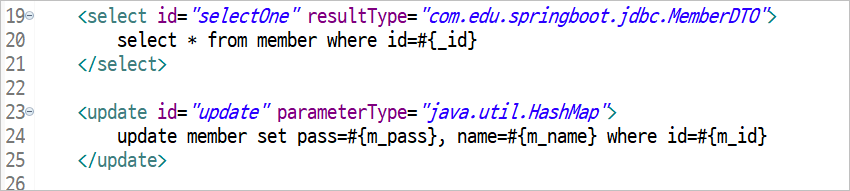 19 <select id="selectOne" resultType="com.edu.springboot.jdbc.MemberDTO">
20 select * from member where id=#{_id}
21 </select>
22
23 <update id="update" parameterType="java.util.HashMap">
24 update member set pass=#{m_pass}, name=#{m_name} where id=#{m_id}
25 </update>
26